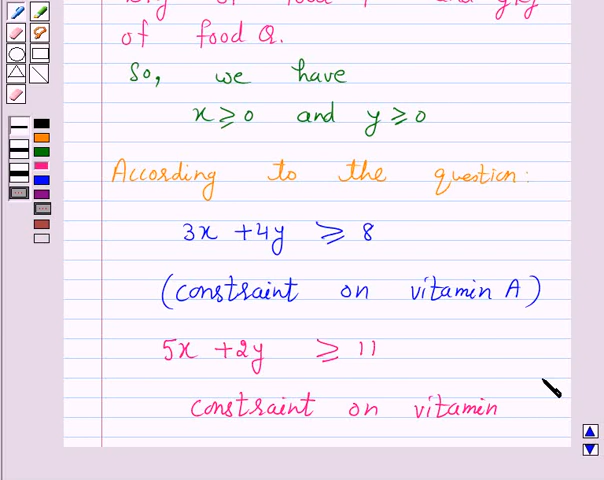 of food Q.
So, we have
x ≥ 0 and y ≥ 0
According to the question:
3x + 4y ≥ 8
(constraint on vitamin A)
5x + 2y ≥ 11
constraint on vitamin